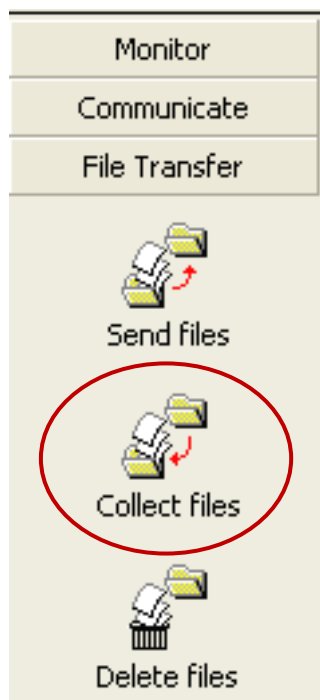 Monitor
Communicate
File Transfer
Send files
Collect files
Delete files